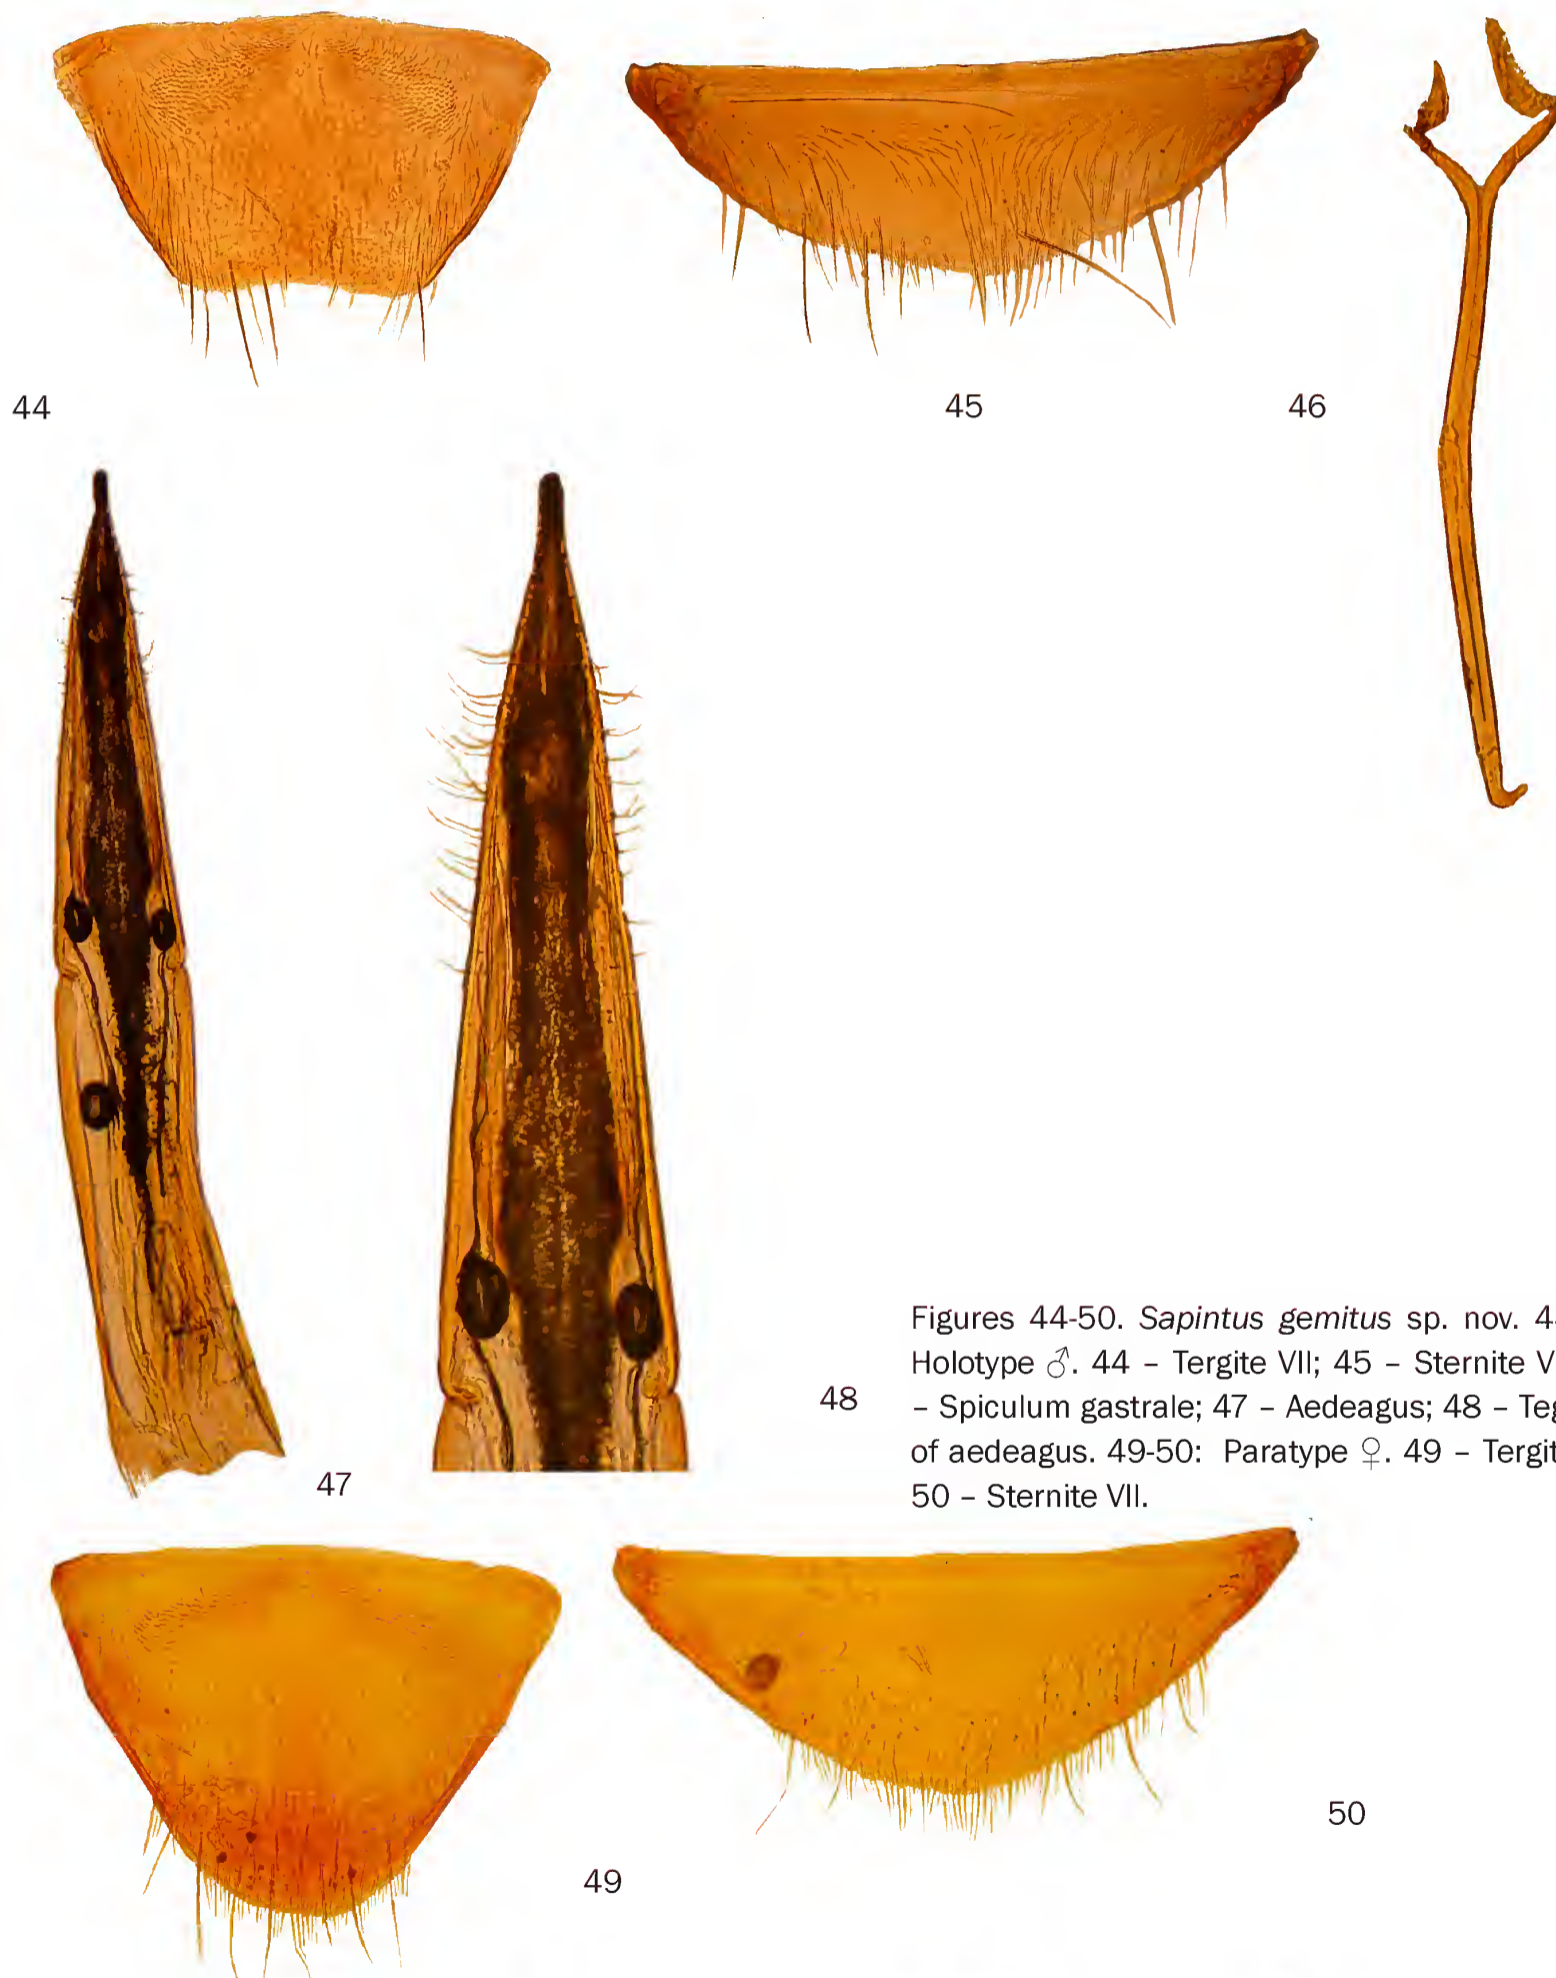 44
45
46
47
48
Figures 44-50. Sapintus gemitus sp. nov.
Holotype ♂. 44 – Tergite VII; 45 – Sternite
– Spiculum gastrale; 47 – Aedeagus; 48 –
of aedeagus. 49-50: Paratype ♀. 49 –
50 – Sternite VII.
49
50